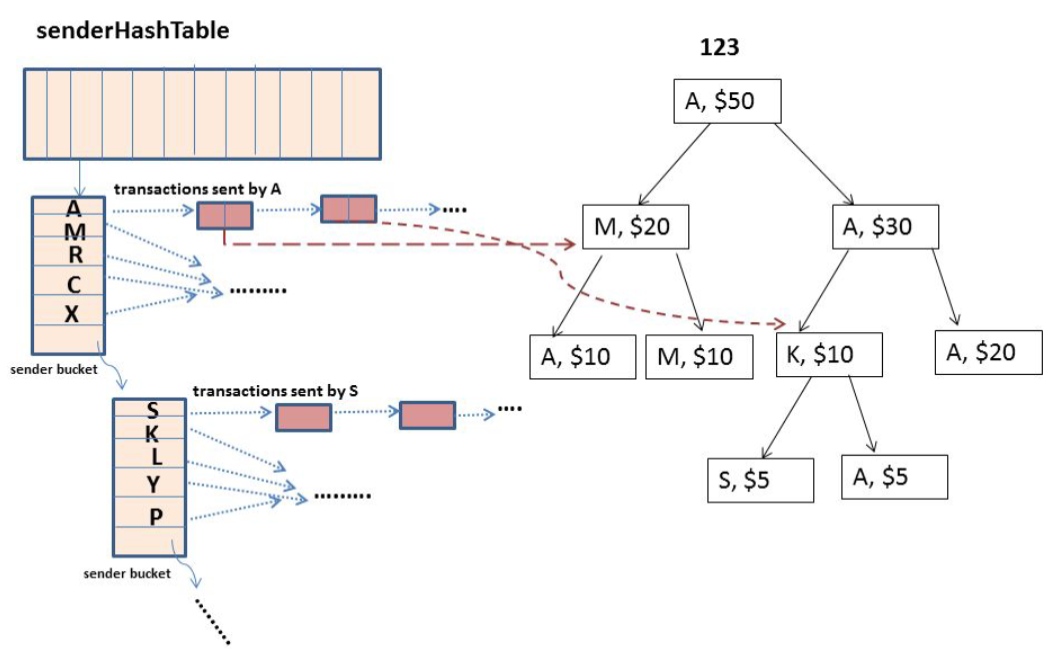 senderHashTable
123
A, $50
transactions sent by A
A
M
R
C
X
....
.........
sender bucket
M, $20
A, $30
A, $10
M, $10
K, $10
A, $20
transactions sent by S
S
K
L
Y
P
....
.........
sender bucket
S, $5
A, $5